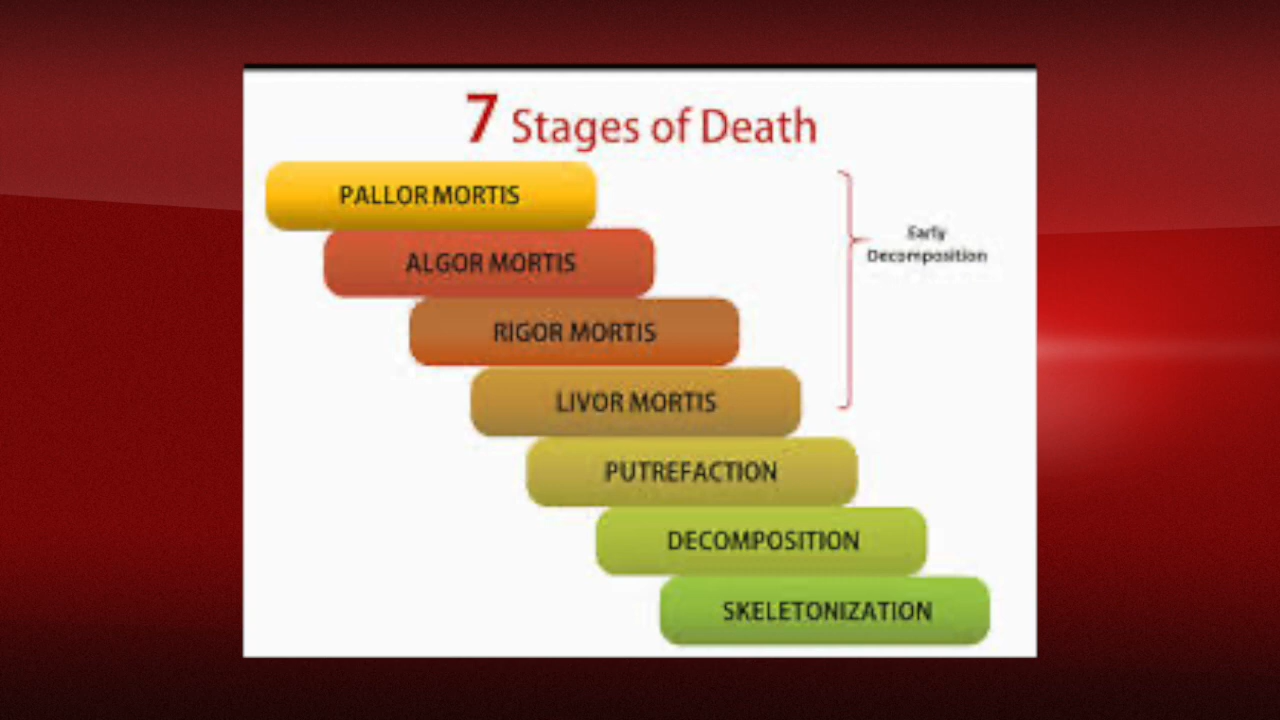 7 Stages of Death
PALLOR MORTIS
ALGOR MORTIS
Early
Decomposition
RIGOR MORTIS
LIVOR MORTIS
PUTREFACTION
DECOMPOSITION
SKELETONIZATION